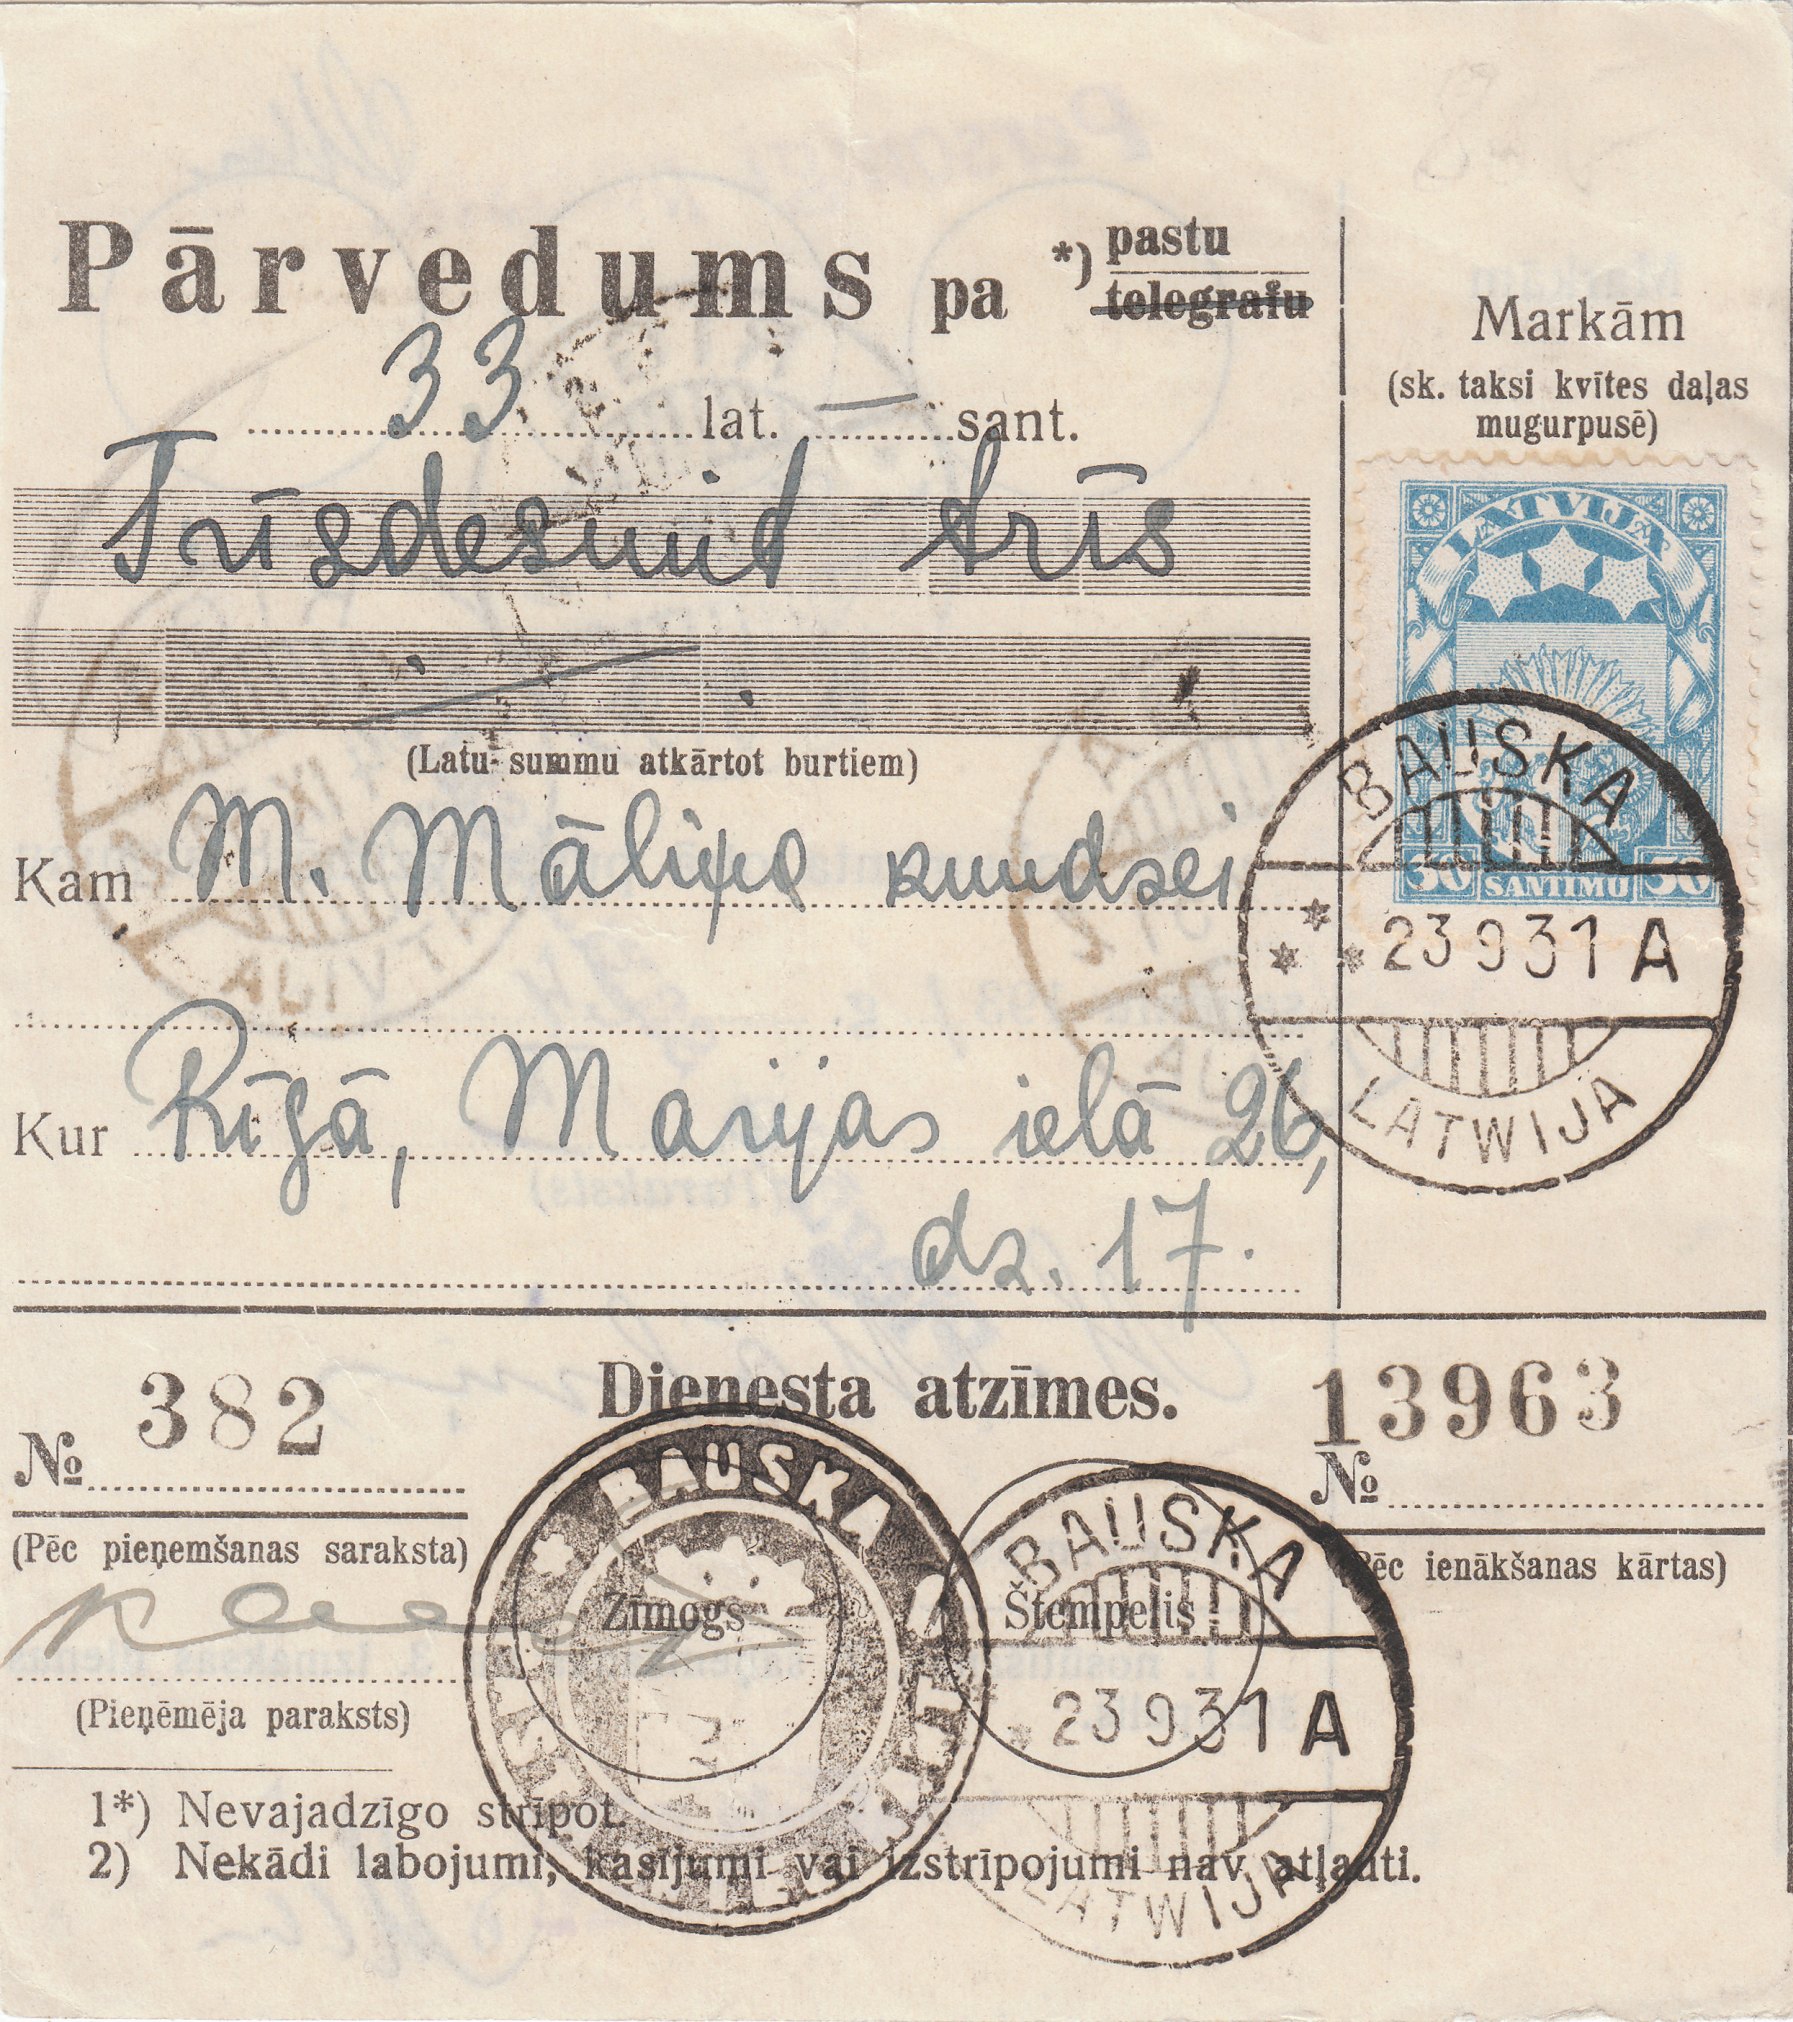 Pārvedums pa *) pastu
telegrafu
33 lat. — sant.
Trīsdesmit trīs
(Latu summu atkārtot burtiem)
Kam M. Māliņa kundzei
Kur Rīgā, Marijas ielā 26,
dz. 17.
Markām
(sk. taksi kvītes daļas
mugurpusē)
LATVIJA
30 SANTIMU 30
BAUSKA
23 9 31 A
LATWIJA
Dienesta atzīmes.
№ 382
(Pēc pieņemšanas saraksta)
(Pieņēmēja paraksts)
13963
№
(Pēc ienākšanas kārtas)
Zīmogs
BAUSKA
Štempelis
BAUSKA
23 9 31 A
LATWIJA
1*) Nevajadzīgo strīpot.
2) Nekādi labojumi, kasījumi vai izstrīpojumi nav atļauti.